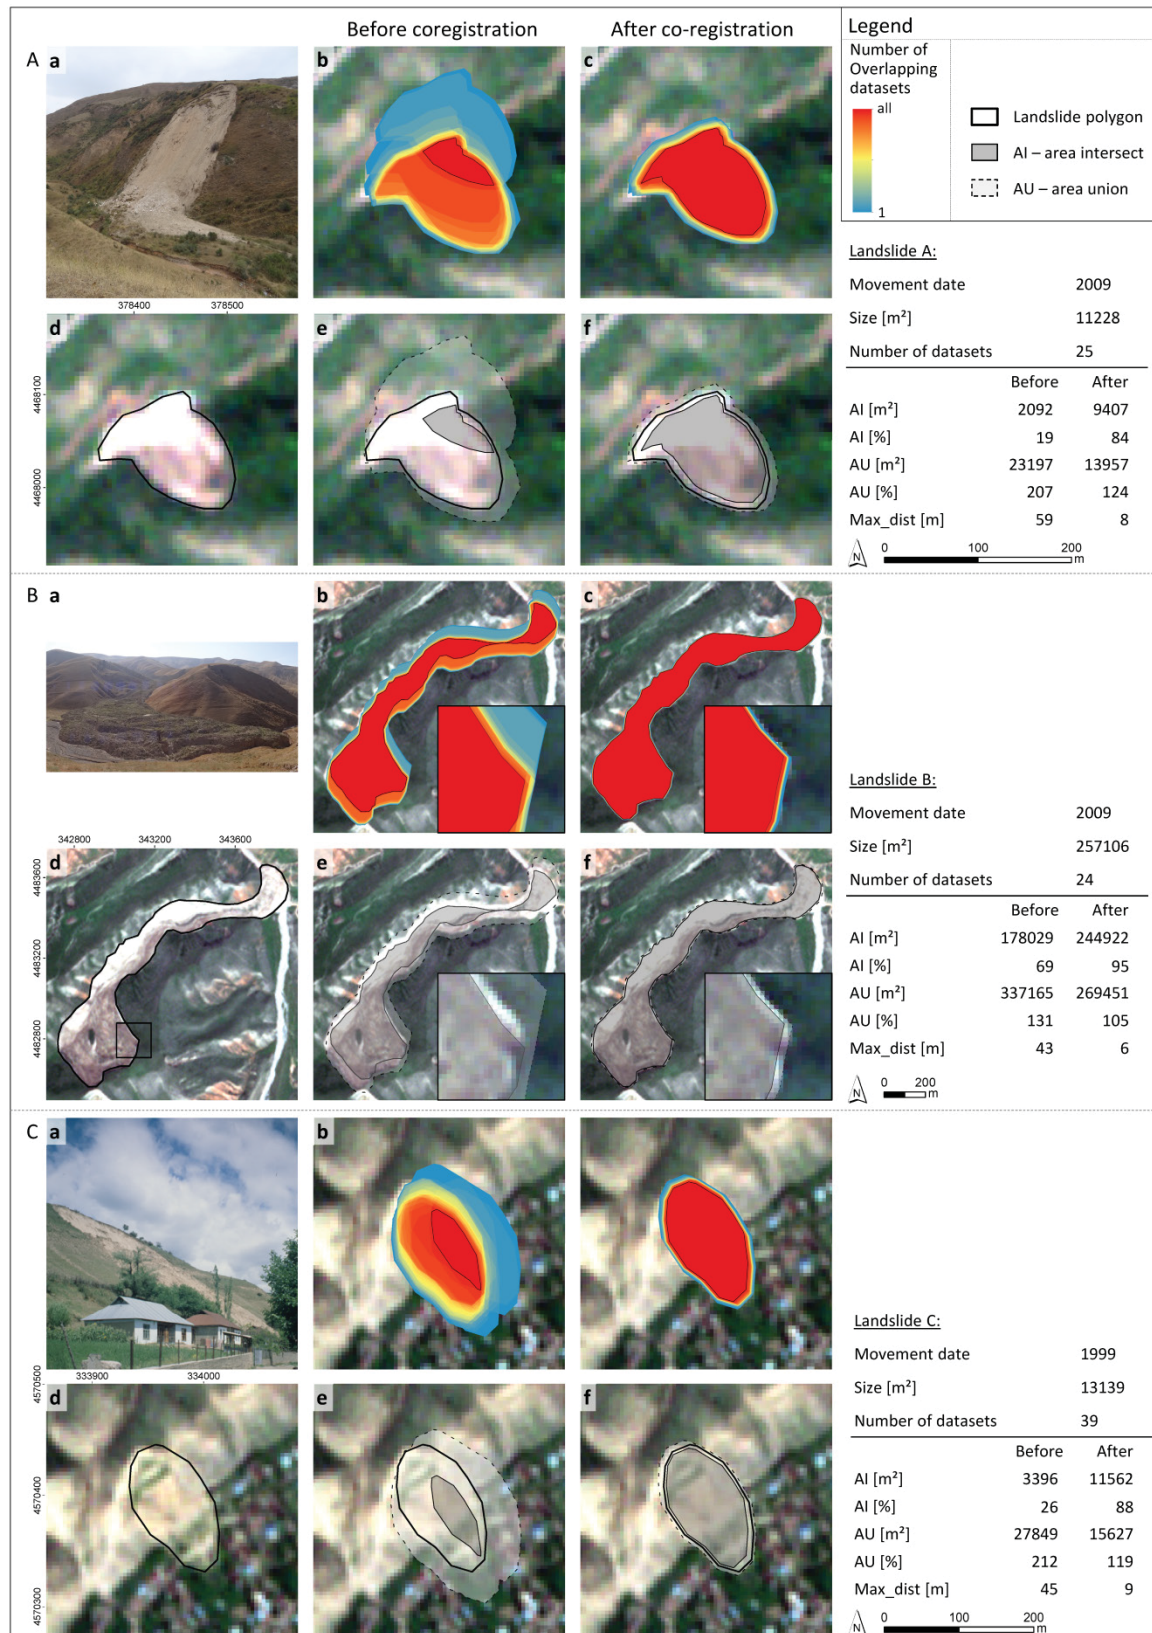 Before coregistration
After co-registration
Legend
Number of
Overlapping
datasets
all
1
Landslide polygon
AI – area intersect
AU – area union
A
a
b
c
378400
378500
d
e
f
4468100
4468000
Landslide A:
Movement date 2009
Size [m²] 11228
Number of datasets 25
Before After
AI [m²] 2092 9407
AI [%] 19 84
AU [m²] 23197 13957
AU [%] 207 124
Max_dist [m] 59 8
N
0 100 200
m
B
a
b
c
342800
343200
343600
d
e
f
4483600
4483200
4482800
Landslide B:
Movement date 2009
Size [m²] 257106
Number of datasets 24
Before After
AI [m²] 178029 244922
AI [%] 69 95
AU [m²] 337165 269451
AU [%] 131 105
Max_dist [m] 43 6
N
0 200
m
C
a
b
333900
334000
d
e
f
4570500
4570400
4570300
Landslide C:
Movement date 1999
Size [m²] 13139
Number of datasets 39
Before After
AI [m²] 3396 11562
AI [%] 26 88
AU [m²] 27849 15627
AU [%] 212 119
Max_dist [m] 45 9
N
0 100 200
m